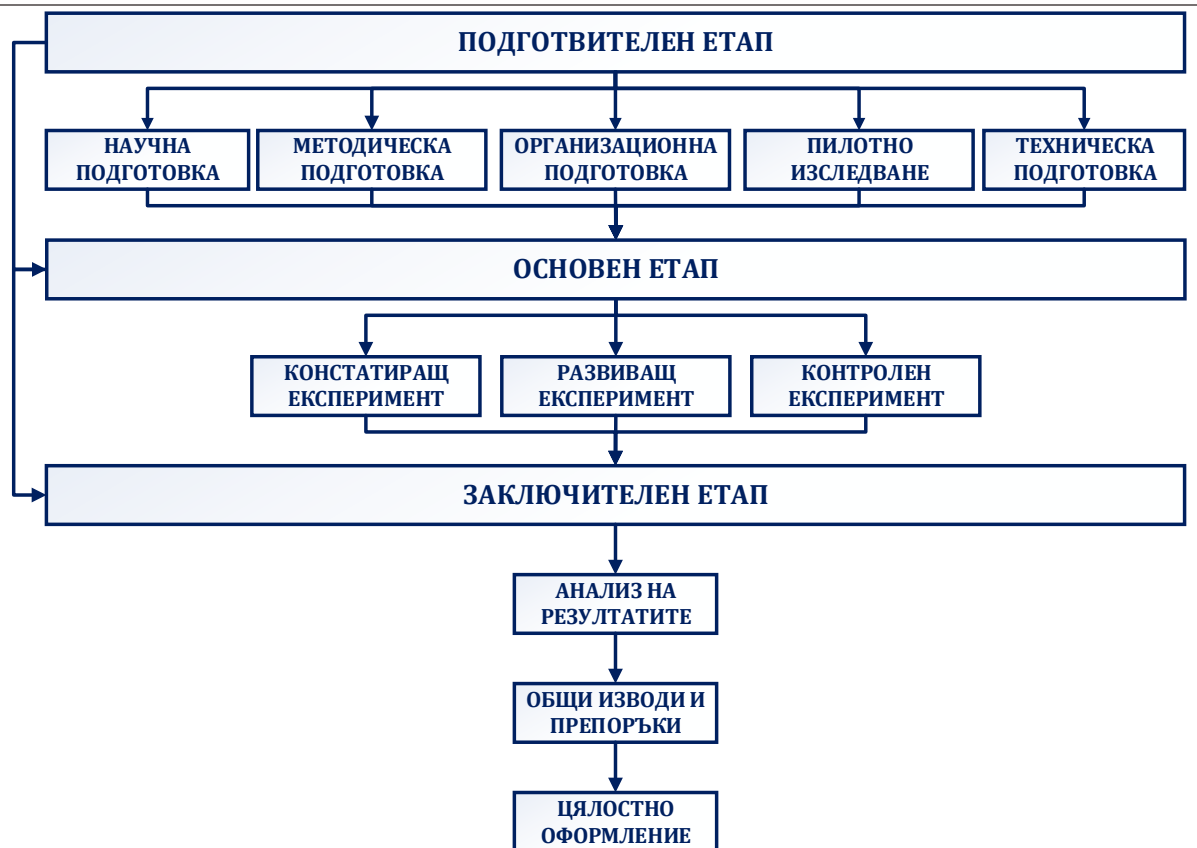 ПОДГОТВИТЕЛЕН ЕТАП
НАУЧНА
ПОДГОТОВКА
МЕТОДИЧЕСКА
ПОДГОТОВКА
ОРГАНИЗАЦИОННА
ПОДГОТОВКА
ПИЛОТНО
ИЗСЛЕДВАНЕ
ТЕХНИЧЕСКА
ПОДГОТОВКА
ОСНОВЕН ЕТАП
КОНСТАТИРАЩ
ЕКСПЕРИМЕНТ
РАЗВИВАЩ
ЕКСПЕРИМЕНТ
КОНТРОЛЕН
ЕКСПЕРИМЕНТ
ЗАКЛЮЧИТЕЛЕН ЕТАП
АНАЛИЗ НА
РЕЗУЛТАТИТЕ
ОБЩИ ИЗВОДИ И
ПРЕПОРЪКИ
ЦЯЛОСТНО
ОФОРМЛЕНИЕ